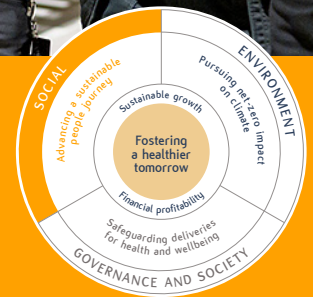 SOCIAL
Advancing a sustainable
people journey
ENVIRONMENT
Pursuing net-zero impact
on climate
Sustainable growth
Fostering
a healthier
tomorrow
Financial profitability
Safeguarding deliveries
for health and wellbeing
GOVERNANCE AND SOCIETY